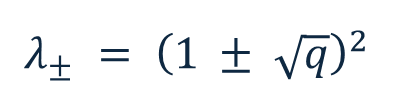 λ± = (1 ± √q)²